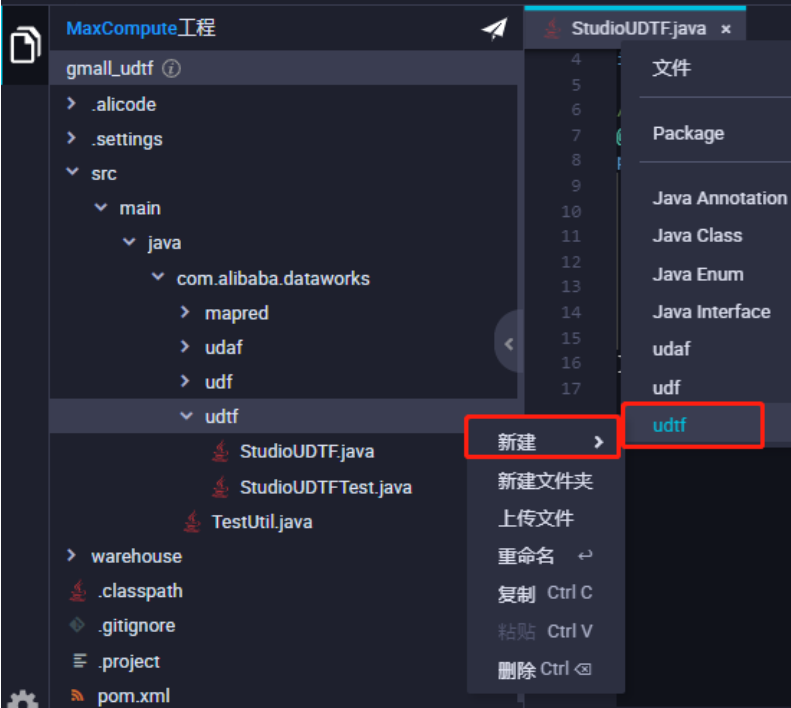 MaxCompute工程
gmall_udtf
.alicode
.settings
src
main
java
com.alibaba.dataworks
mapred
udaf
udf
udtf
StudioUDTF.java
StudioUDTFTest.java
TestUtil.java
warehouse
.classpath
.gitignore
.project
pom.xml
StudioUDTF.java ×
4
5
6
7
8
9
10
11
12
13
14
15
16
17
新建
新建文件夹
上传文件
重命名 ↩
复制 Ctrl C
粘贴 Ctrl V
删除 Ctrl ⌫
文件
Package
Java Annotation
Java Class
Java Enum
Java Interface
udaf
udf
udtf